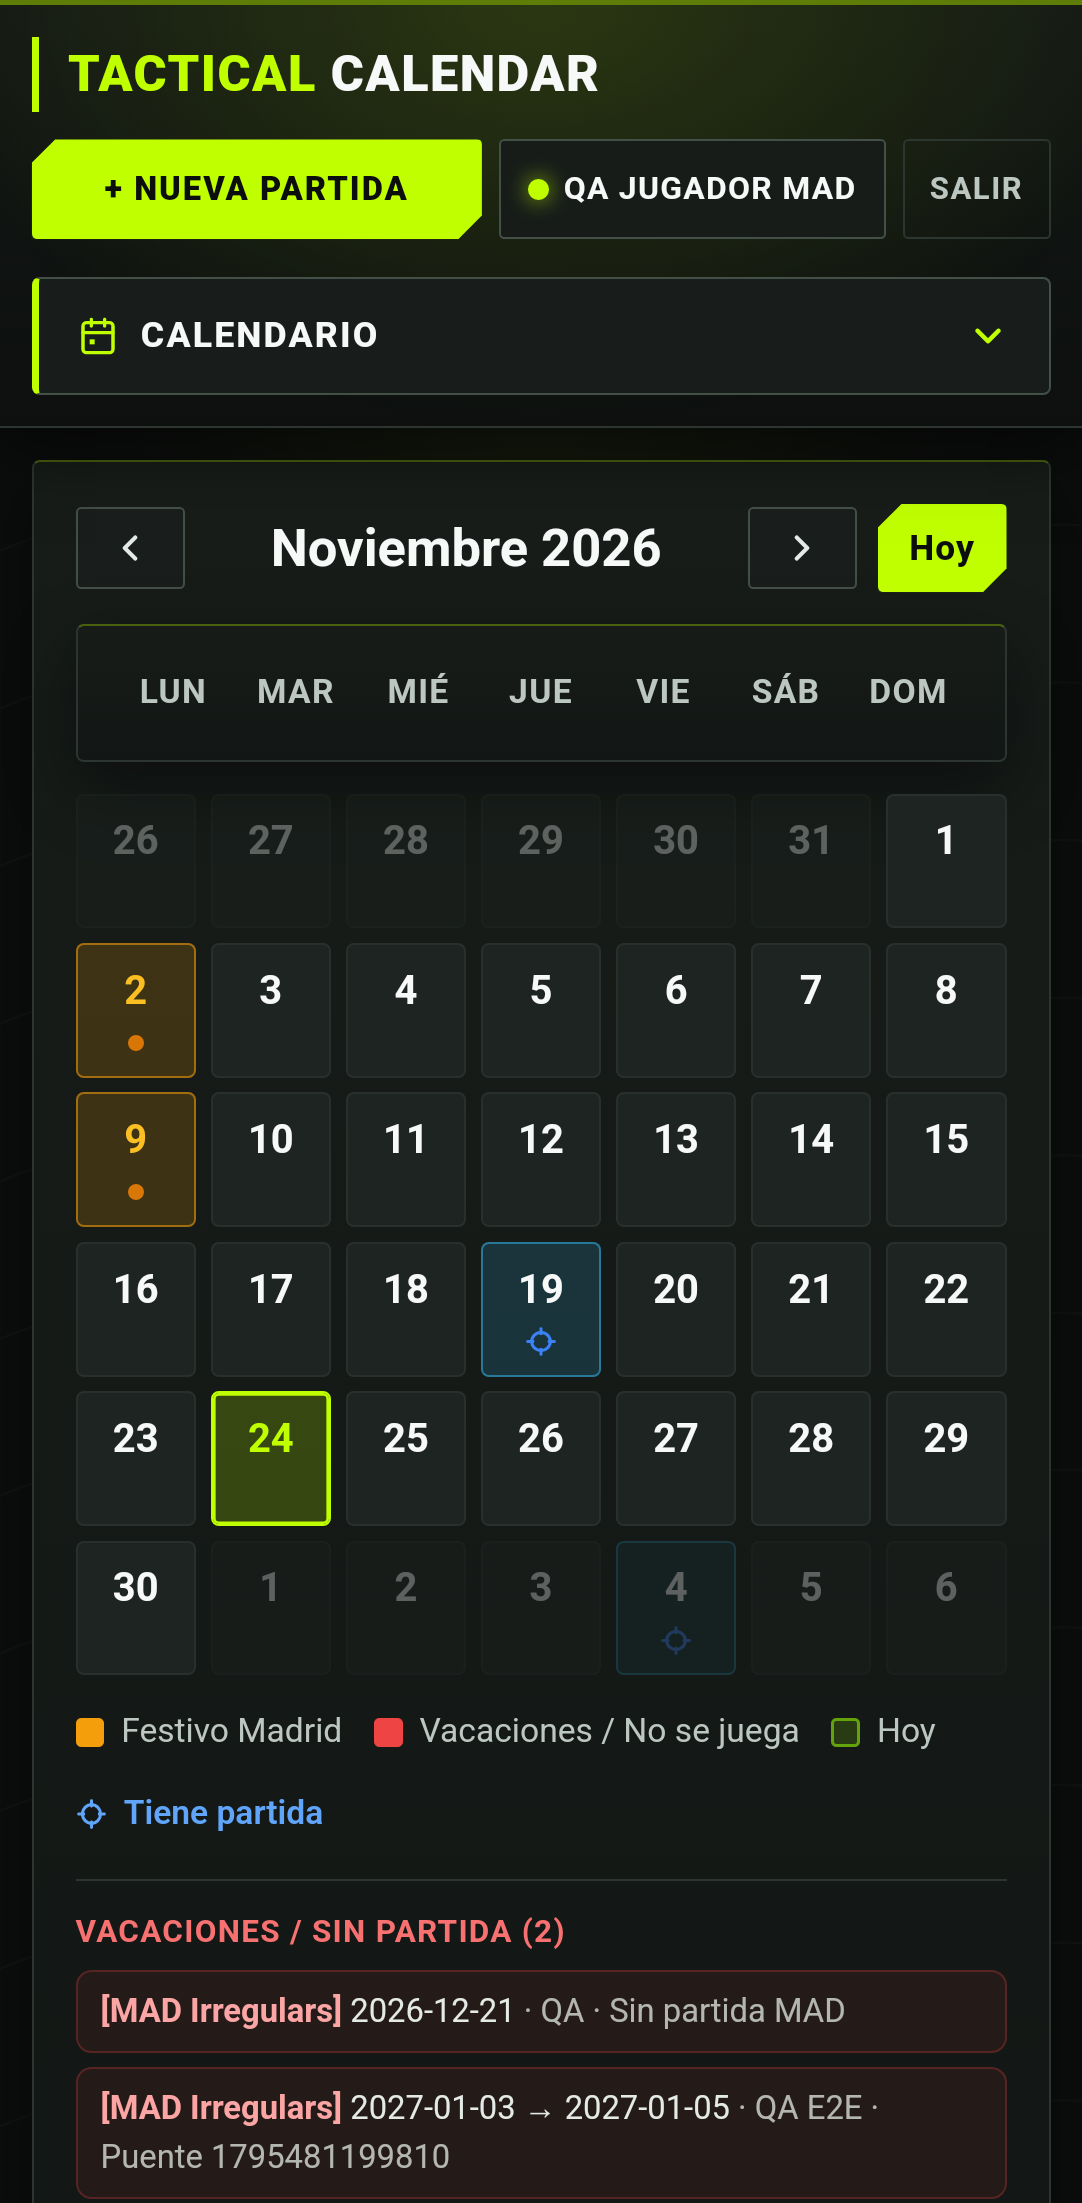 TACTICAL CALENDAR
+ NUEVA PARTIDA
QA JUGADOR MAD
SALIR
CALENDARIO
Noviembre 2026
Hoy
LUN MAR MIÉ JUE VIE SÁB DOM
26 27 28 29 30 31 1
2 3 4 5 6 7 8
9 10 11 12 13 14 15
16 17 18 19 20 21 22
23 24 25 26 27 28 29
30 1 2 3 4 5 6
Festivo Madrid Vacaciones / No se juega Hoy
Tiene partida
VACACIONES / SIN PARTIDA (2)
[MAD Irregulars] 2026-12-21 · QA · Sin partida MAD
[MAD Irregulars] 2027-01-03 → 2027-01-05 · QA E2E ·
Puente 1795481199810